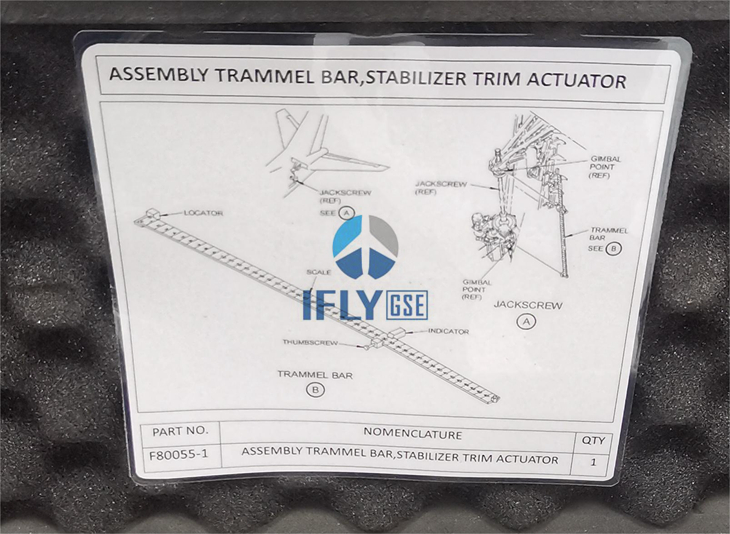 ASSEMBLY TRAMMEL BAR,STABILIZER TRIM ACTUATOR
GIMBAL
POINT
(REF)
JACKSCREW
(REF)
JACKSCREW
(REF)
SEE A
LOCATOR
TRAMMEL
BAR
SEE B
SCALE
GIMBAL
POINT
(REF)
IFLY GSE
JACKSCREW
A
INDICATOR
THUMBSCREW
TRAMMEL BAR
B
PART NO.
NOMENCLATURE
QTY
F80055-1
ASSEMBLY TRAMMEL BAR,STABILIZER TRIM ACTUATOR
1